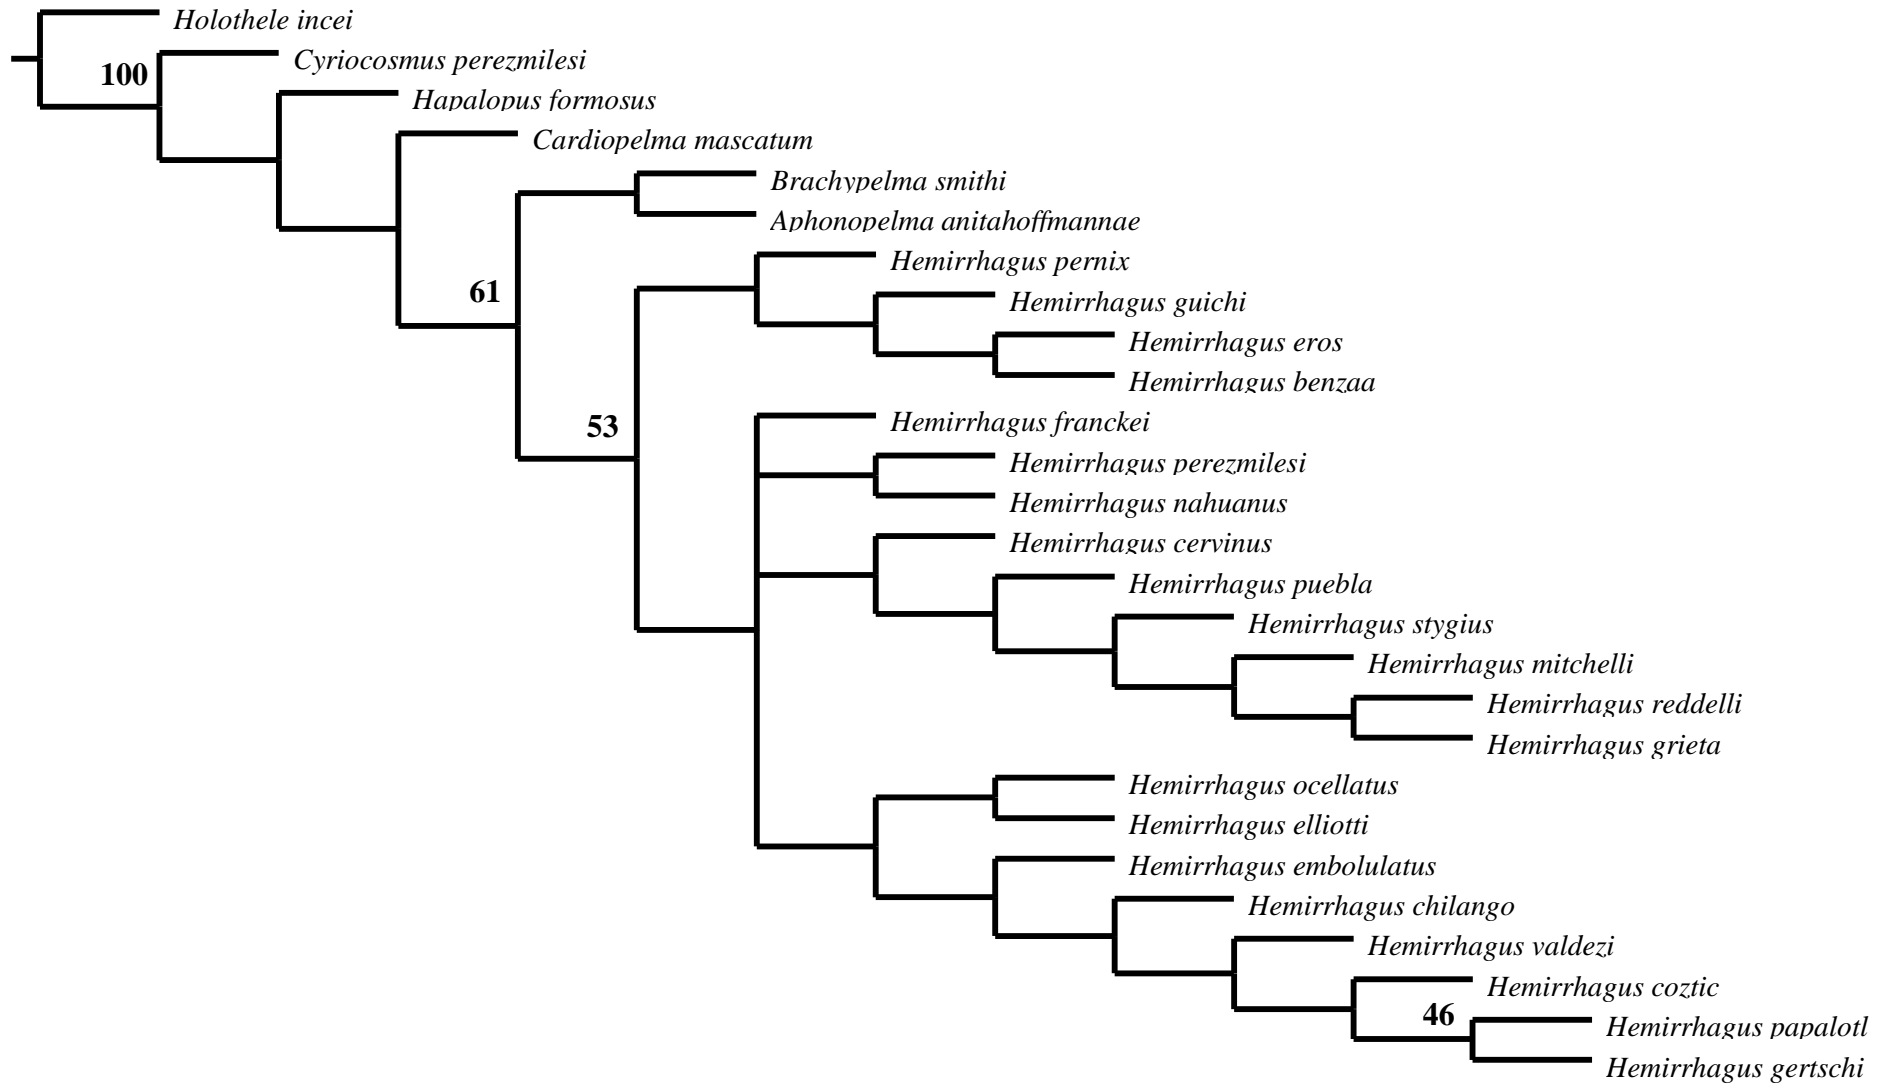 Holothele incei
Cyriocosmus perezmilesi
100
Hapalopus formosus
Cardiopelma mascatum
Brachypelma smithi
Aphonopelma anitahoffmannae
Hemirrhagus pernix
61
Hemirrhagus guichi
Hemirrhagus eros
Hemirrhagus benzaa
53
Hemirrhagus franckei
Hemirrhagus perezmilesi
Hemirrhagus nahuanus
Hemirrhagus cervinus
Hemirrhagus puebla
Hemirrhagus stygius
Hemirrhagus mitchelli
Hemirrhagus reddelli
Hemirrhagus grieta
Hemirrhagus ocellatus
Hemirrhagus elliotti
Hemirrhagus embolulatus
Hemirrhagus chilango
Hemirrhagus valdezi
Hemirrhagus coztic
46
Hemirrhagus papalotl
Hemirrhagus gertschi